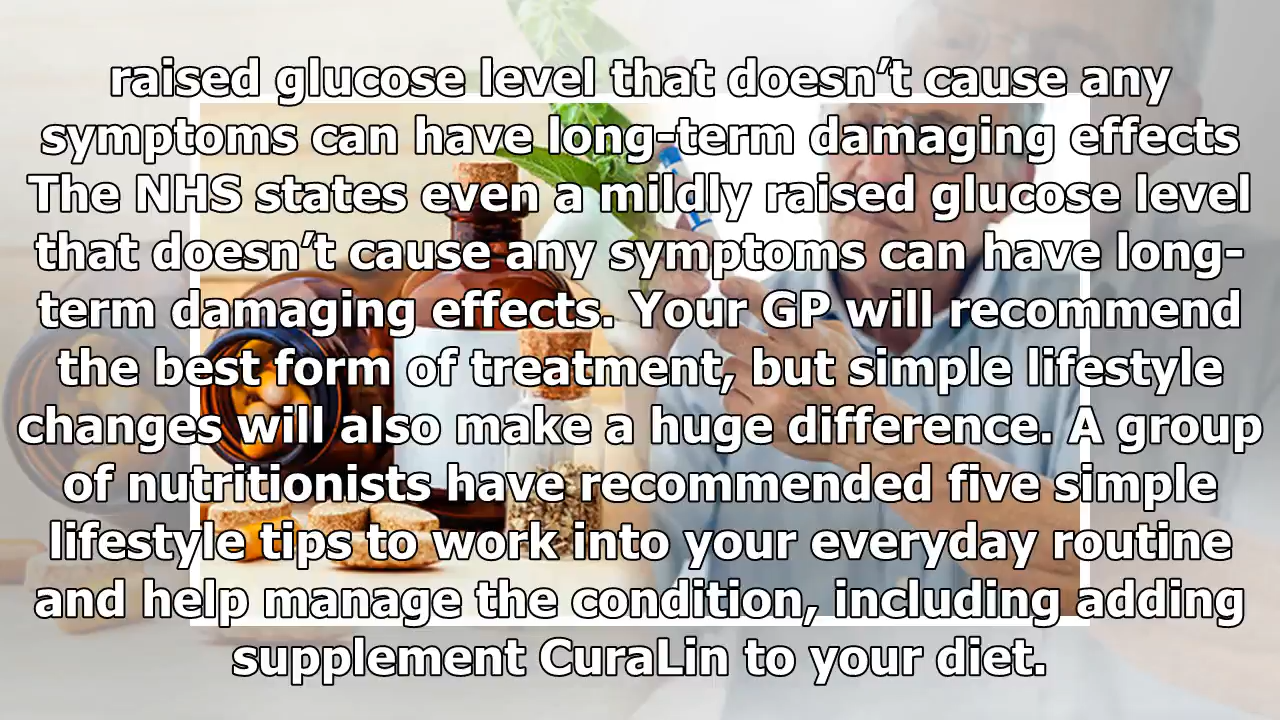 raised glucose level that doesn’t cause any
symptoms can have long-term damaging effects
The NHS states even a mildly raised glucose level
that doesn’t cause any symptoms can have long-
term damaging effects. Your GP will recommend
the best form of treatment, but simple lifestyle
changes will also make a huge difference. A group
of nutritionists have recommended five simple
lifestyle tips to work into your everyday routine
and help manage the condition, including adding
supplement CuraLin to your diet.